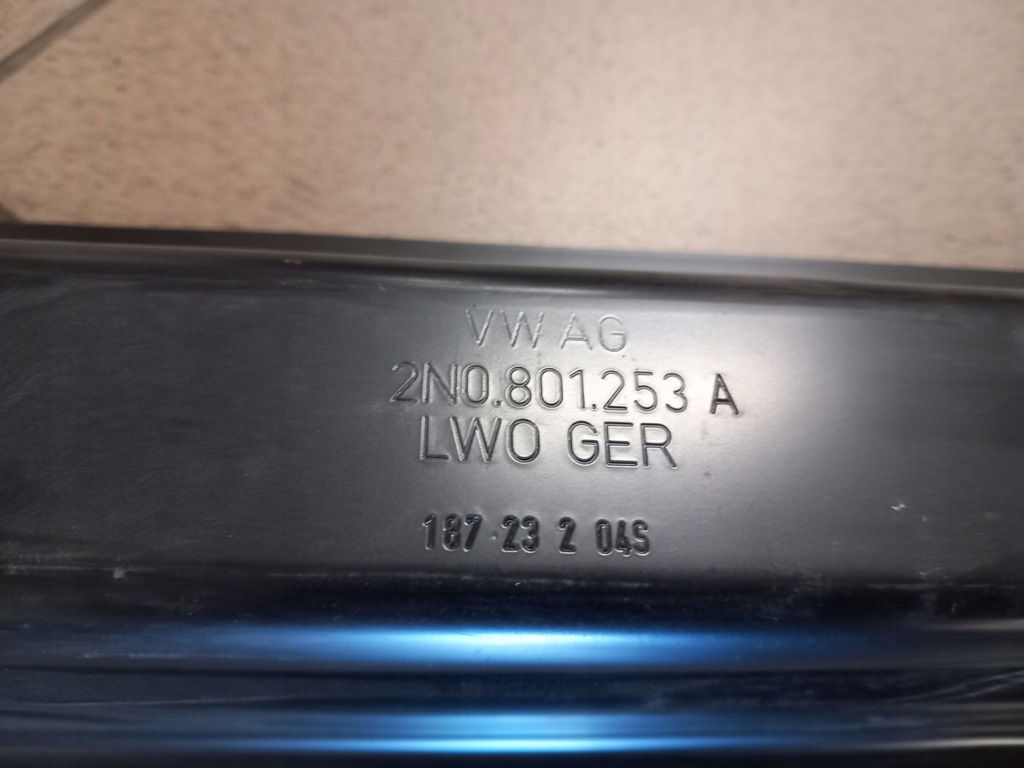 VW AG
2N0.801.253 A
LWO GER
187 23 2 04S